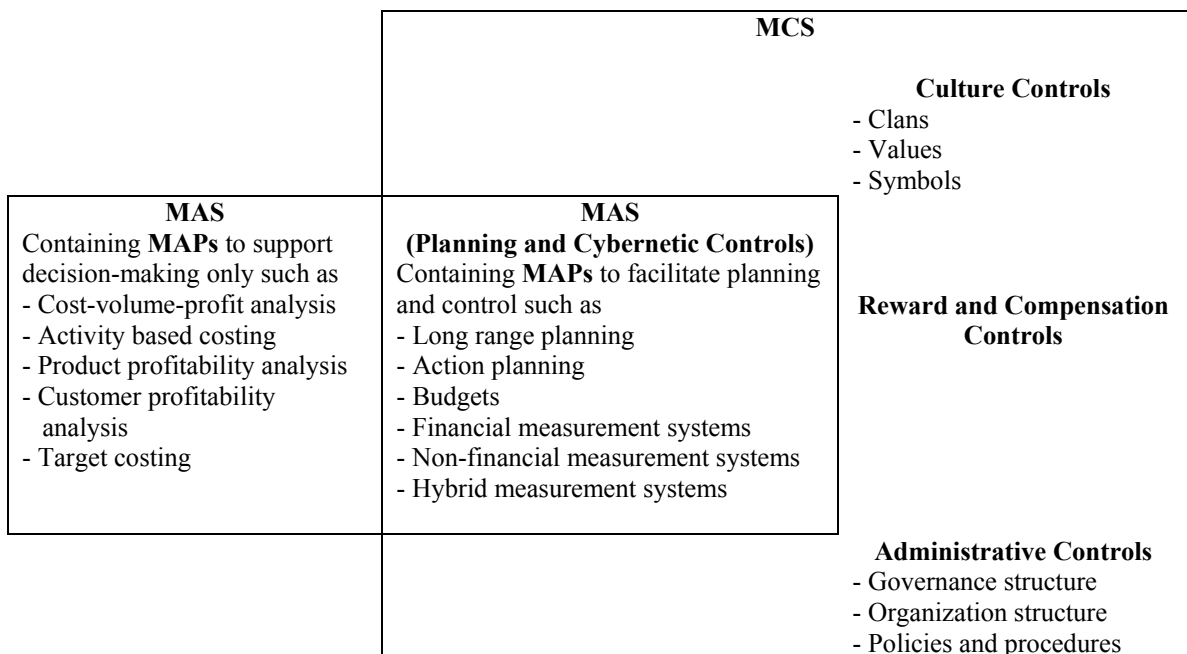 MCS
Culture Controls
- Clans
- Values
- Symbols
MAS
Containing MAPs to support
decision-making only such as
- Cost-volume-profit analysis
- Activity based costing
- Product profitability analysis
- Customer profitability
analysis
- Target costing
MAS
(Planning and Cybernetic Controls)
Containing MAPs to facilitate planning
and control such as
- Long range planning
- Action planning
- Budgets
- Financial measurement systems
- Non-financial measurement systems
- Hybrid measurement systems
Reward and Compensation
Controls
Administrative Controls
- Governance structure
- Organization structure
- Policies and procedures